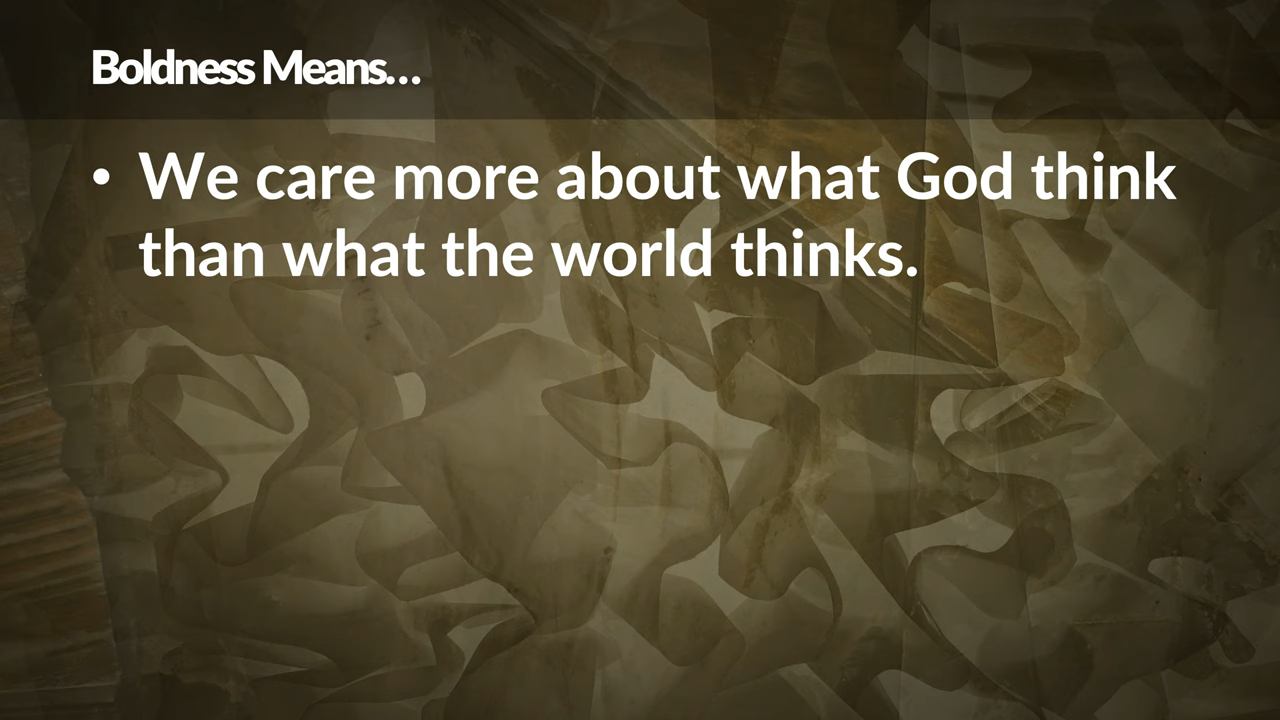 Boldness Means…
• We care more about what God think
than what the world thinks.